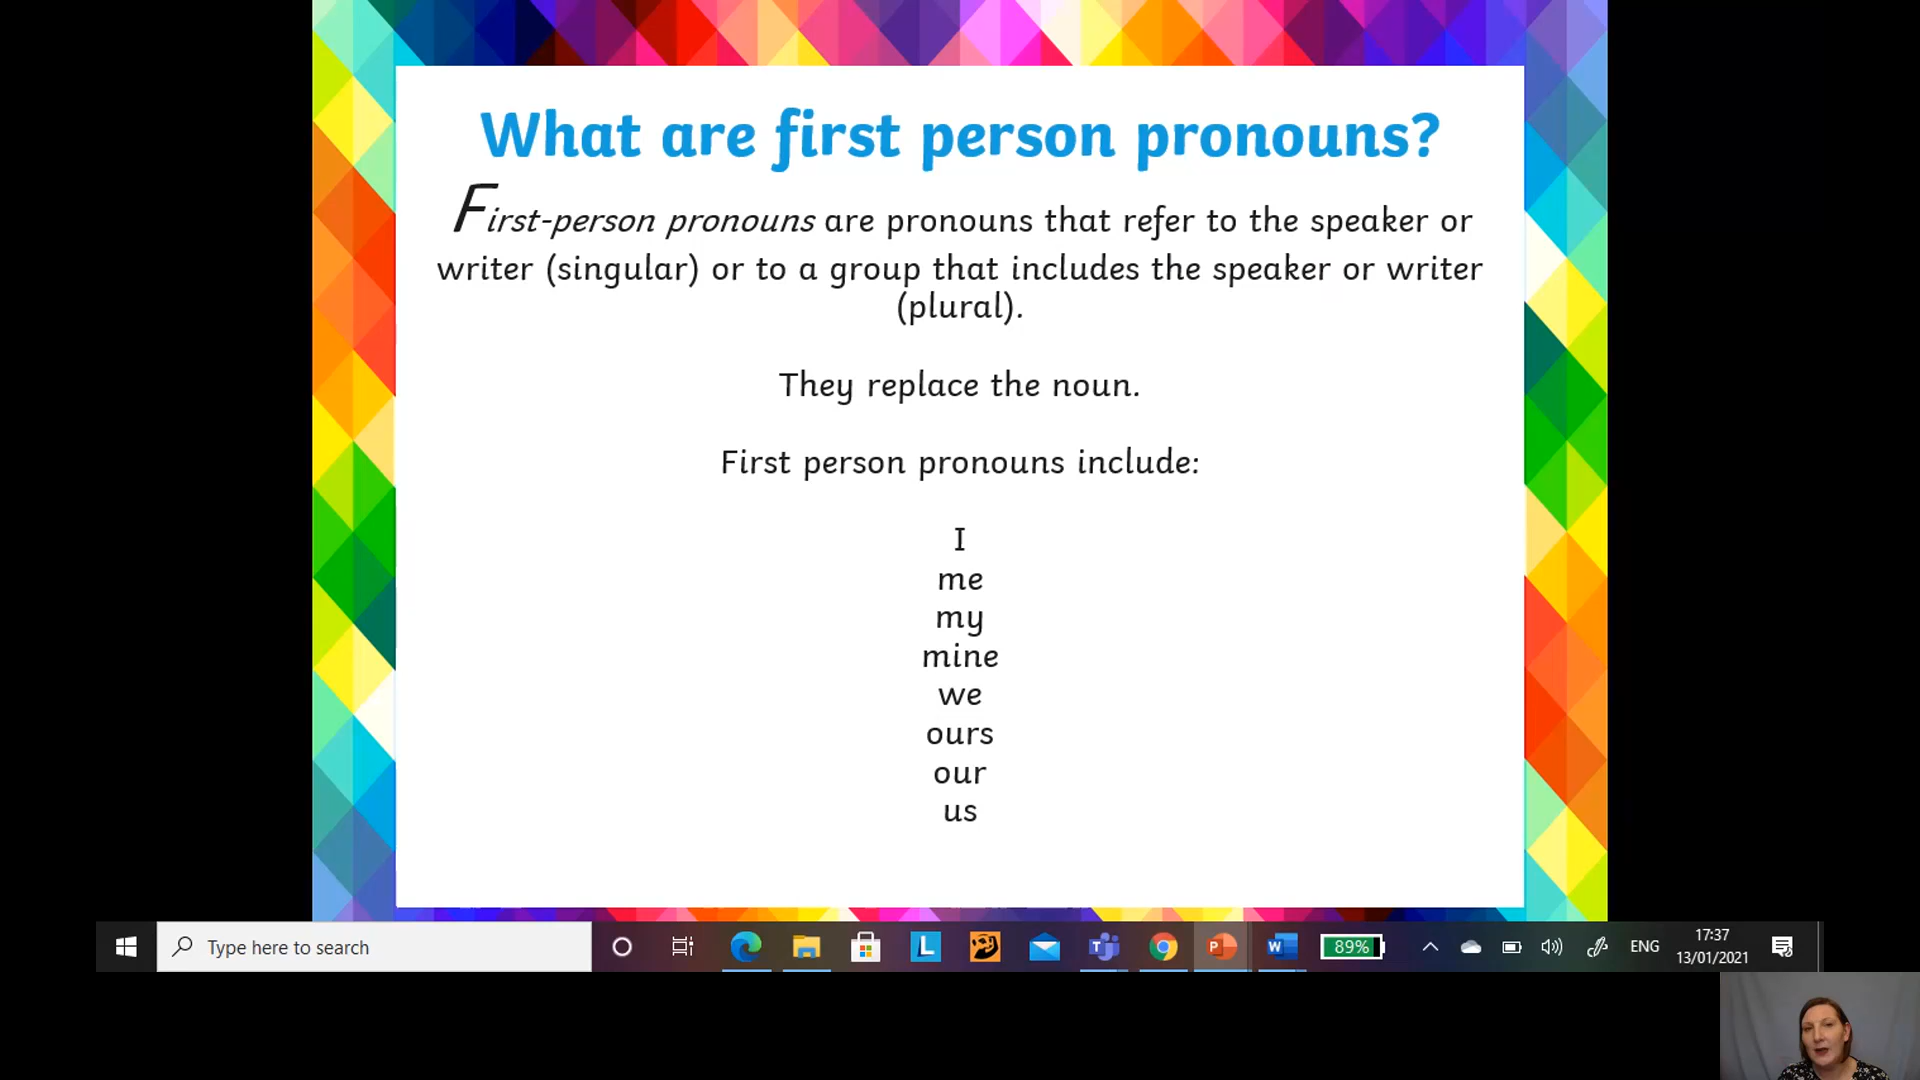 What are first person pronouns?
First-person pronouns are pronouns that refer to the speaker or
writer (singular) or to a group that includes the speaker or writer
(plural).
They replace the noun.
First person pronouns include:
I
me
my
mine
we
ours
our
us
Type here to search
L
P
W
89%
ENG
17:37
13/01/2021